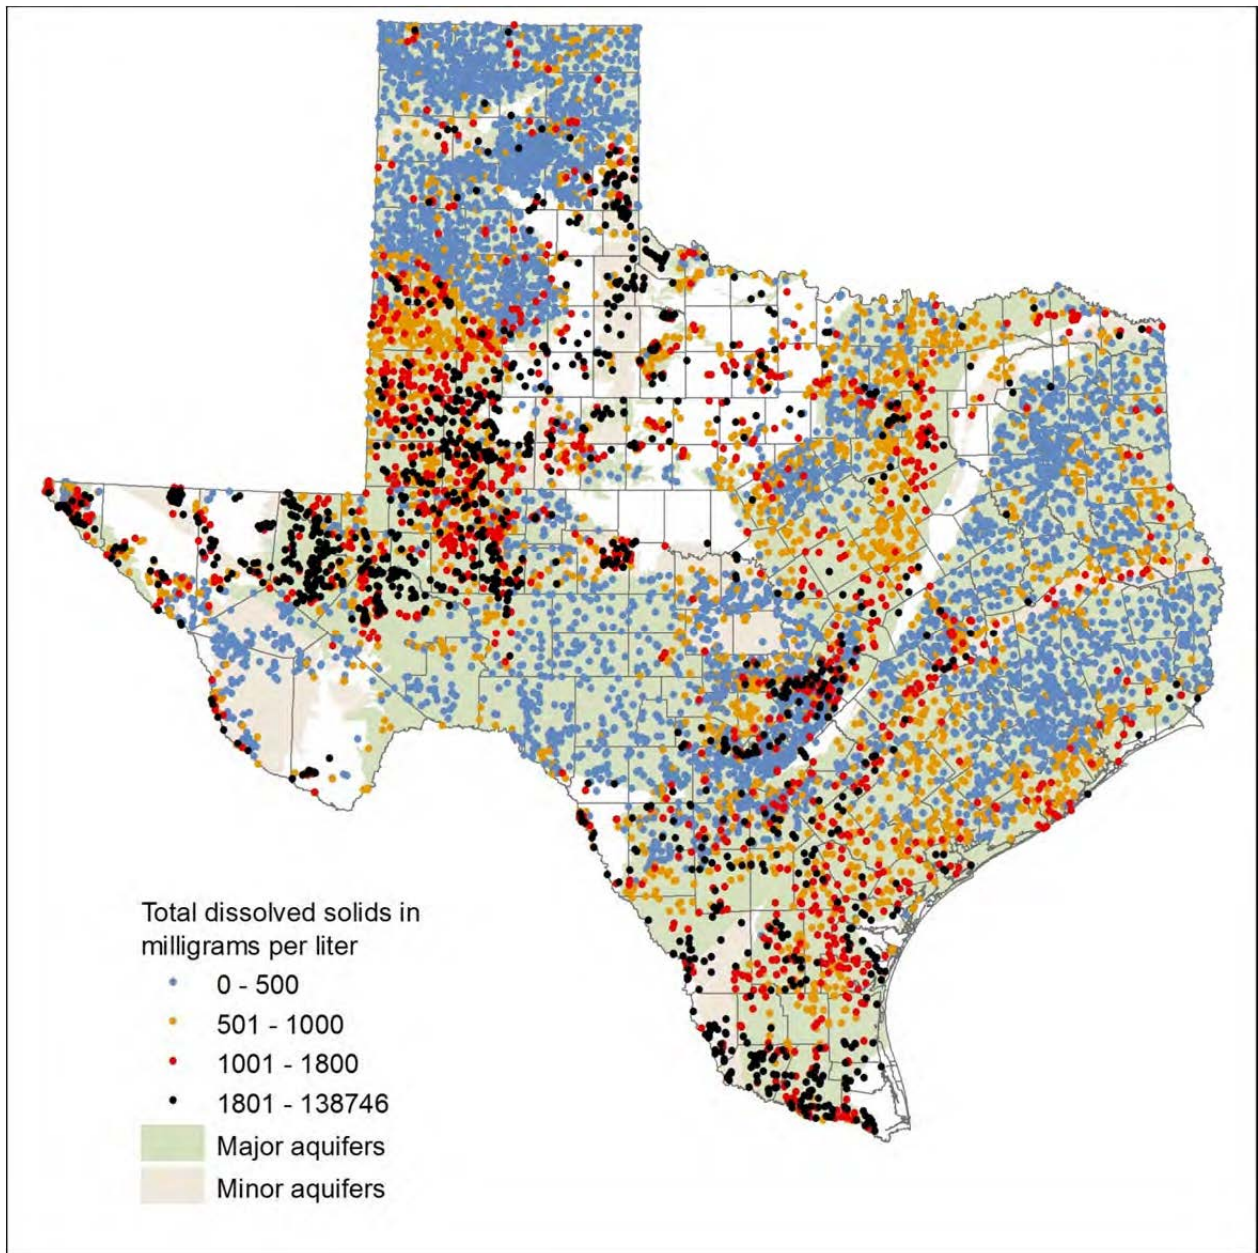 Total dissolved solids in
milligrams per liter
0 - 500
501 - 1000
1001 - 1800
1801 - 138746
Major aquifers
Minor aquifers